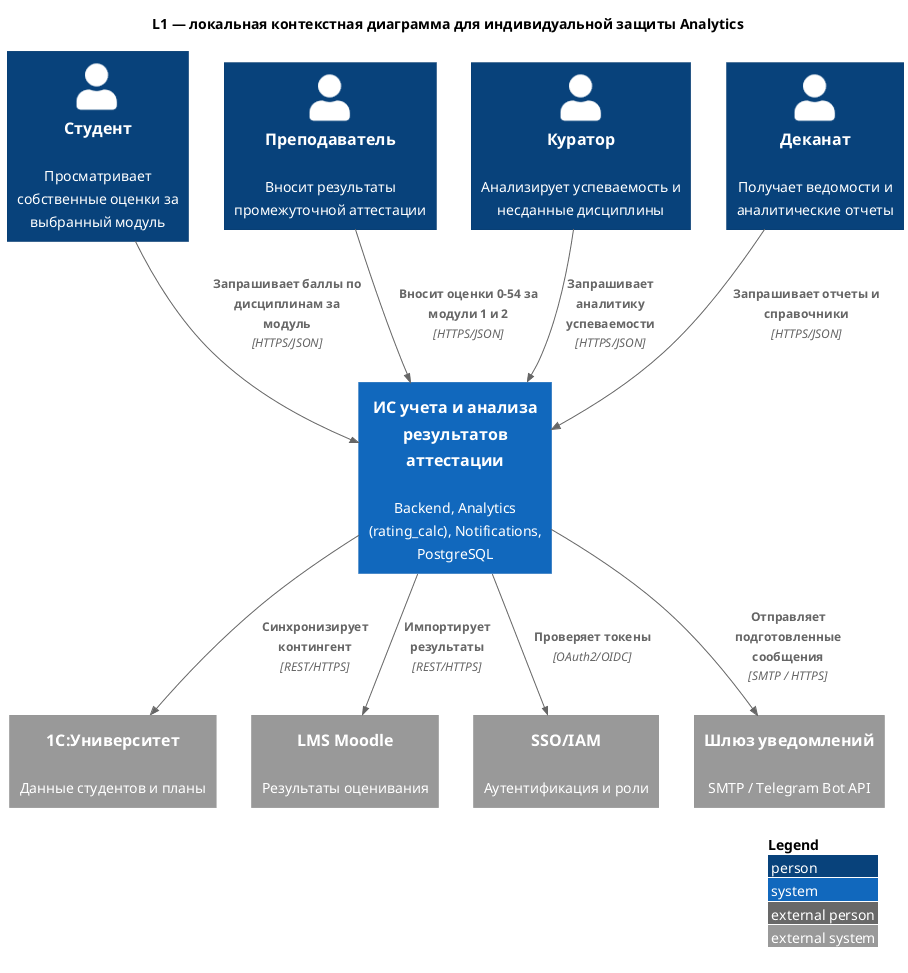 L1 — локальная контекстная диаграмма для индивидуальной защиты Analytics
Студент
Просматривает
собственные оценки за
выбранный модуль
Преподаватель
Вносит результаты
промежуточной аттестации
Куратор
Анализирует успеваемость и
несданные дисциплины
Деканат
Получает ведомости и
аналитические отчеты
Запрашивает баллы по
дисциплинам за
модуль
[HTTPS/JSON]
Вносит оценки 0-54 за
модули 1 и 2
[HTTPS/JSON]
Запрашивает
аналитику
успеваемости
[HTTPS/JSON]
Запрашивает отчеты и
справочники
[HTTPS/JSON]
ИС учета и анализа
результатов
аттестации
Backend, Analytics
(rating_calc), Notifications,
PostgreSQL
Синхронизирует
контингент
[REST/HTTPS]
Импортирует
результаты
[REST/HTTPS]
Проверяет токены
[OAuth2/OIDC]
Отправляет
подготовленные
сообщения
[SMTP / HTTPS]
1С:Университет
Данные студентов и планы
LMS Moodle
Результаты оценивания
SSO/IAM
Аутентификация и роли
Шлюз уведомлений
SMTP / Telegram Bot API
Legend
person
system
external person
external system